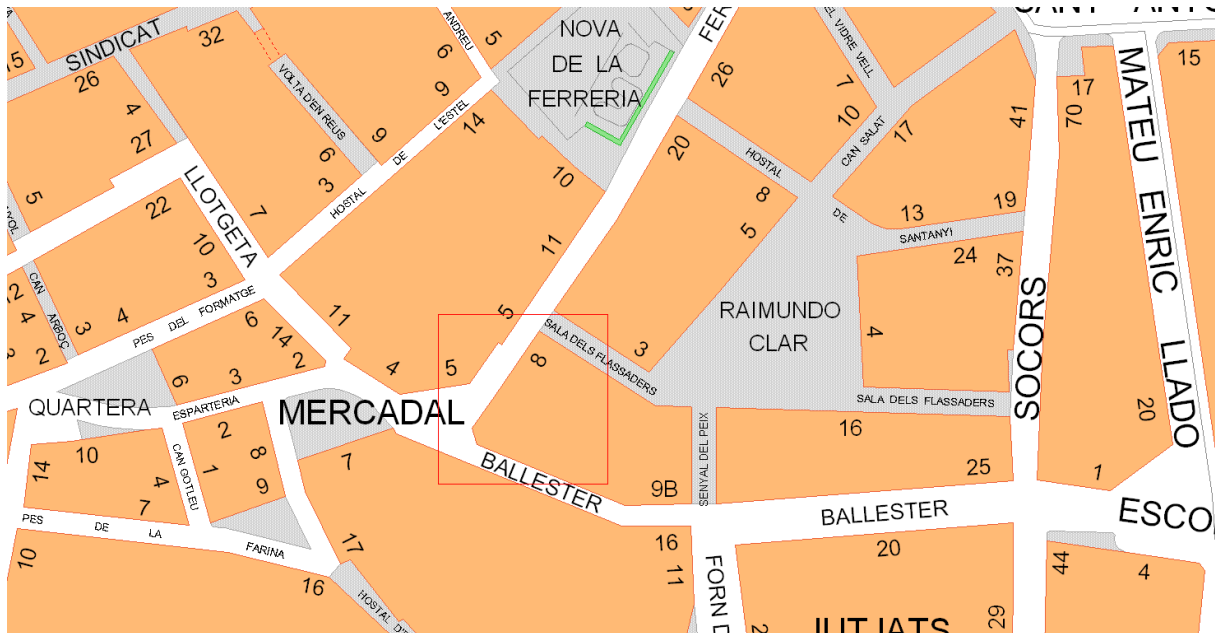 SANT ANTO
ANDREU
5
NOVA
DE LA
FERRERIA
FER
DEL VIDRE VELL
SINDICAT
32
15
26
4
27
6
9
VOLTA D'EN REUS
L'ESTEL
DE
HOSTAL
14
9
6
3
10
26
7
10
CAN SALAT
17
41
17
70
15
MATEU ENRIC LLADO
20
HOSTAL
DE
SANTANYI
8
5
13
19
24
37
5
22
LLOTGETA
7
10
3
11
CAN ARBOÇ
12
4
2
3
4
PES DEL FORMATGE
6
14
2
11
5
SALA DELS FLASSADERS
3
8
RAIMUNDO
CLAR
4
SOCORS
20
QUARTERA
6
3
ESPARTERIA
4
5
MERCADAL
SALA DELS FLASSADERS
16
SENYAL DEL PEIX
25
1
14
10
4
7
CAN GOTLEU
2
1
8
9
7
BALLESTER
9B
BALLESTER
ESCO
PES DE LA FARINA
10
16
17
HOSTAL D'E
16
11
FORN D
20
44
4
29
2
JUTJATS